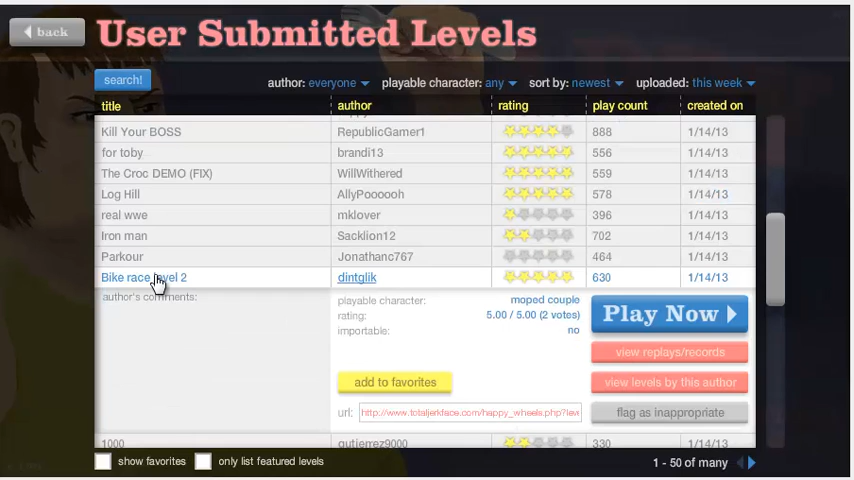 back User Submitted Levels
search! author: everyone playable character: any sort by: newest uploaded: this week
title author rating play count created on
Kill Your BOSS RepublicGamer1 888 1/14/13
for toby brandi13 556 1/14/13
The Croc DEMO (FIX) WillWithered 559 1/14/13
Log Hill AllyPoooooh 578 1/14/13
real wwe mklover 396 1/14/13
Iron man Sacklion12 702 1/14/13
Parkour Jonathanc767 464 1/14/13
Bike race level 2 dintglik 630 1/14/13
author's comments: playable character: moped couple Play Now
rating: 5.00 / 5.00 (2 votes)
importable: no
view replays/records
add to favorites view levels by this author
url: http://www.totaljerkface.com/happy_wheels.php?leve flag as inappropriate
1000 gutierrez9000 330 1/14/13
show favorites only list featured levels 1 - 50 of many